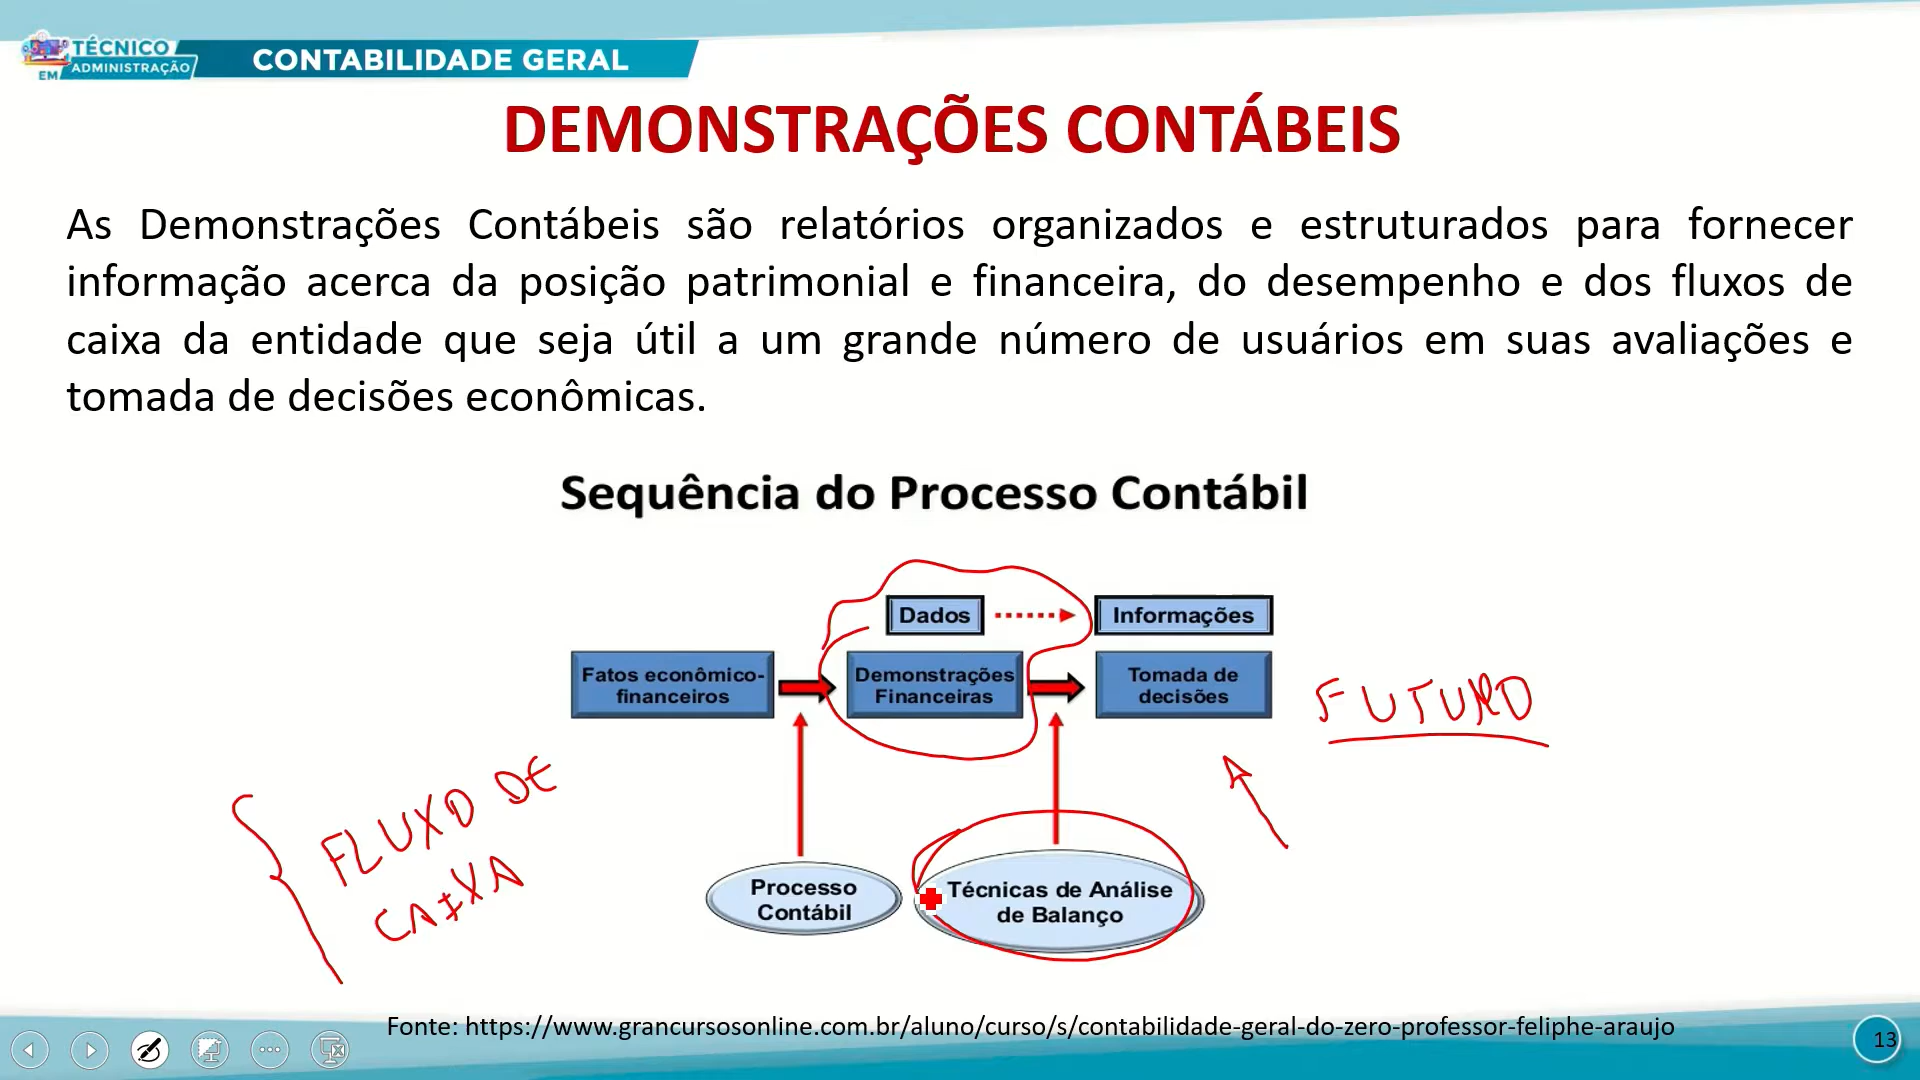 TÉCNICO
EM ADMINISTRAÇÃO
CONTABILIDADE GERAL
DEMONSTRAÇÕES CONTÁBEIS
As Demonstrações Contábeis são relatórios organizados e estruturados para fornecer
informação acerca da posição patrimonial e financeira, do desempenho e dos fluxos de
caixa da entidade que seja útil a um grande número de usuários em suas avaliações e
tomada de decisões econômicas.
Sequência do Processo Contábil
Dados
Informações
Fatos econômico-
financeiros
Demonstrações
Financeiras
Tomada de
decisões
FUTURO
FLUXO DE
CAIXA
Processo
Contábil
Técnicas de Análise
de Balanço
Fonte: https://www.grancursosonline.com.br/aluno/curso/s/contabilidade-geral-do-zero-professor-feliphe-araujo
13